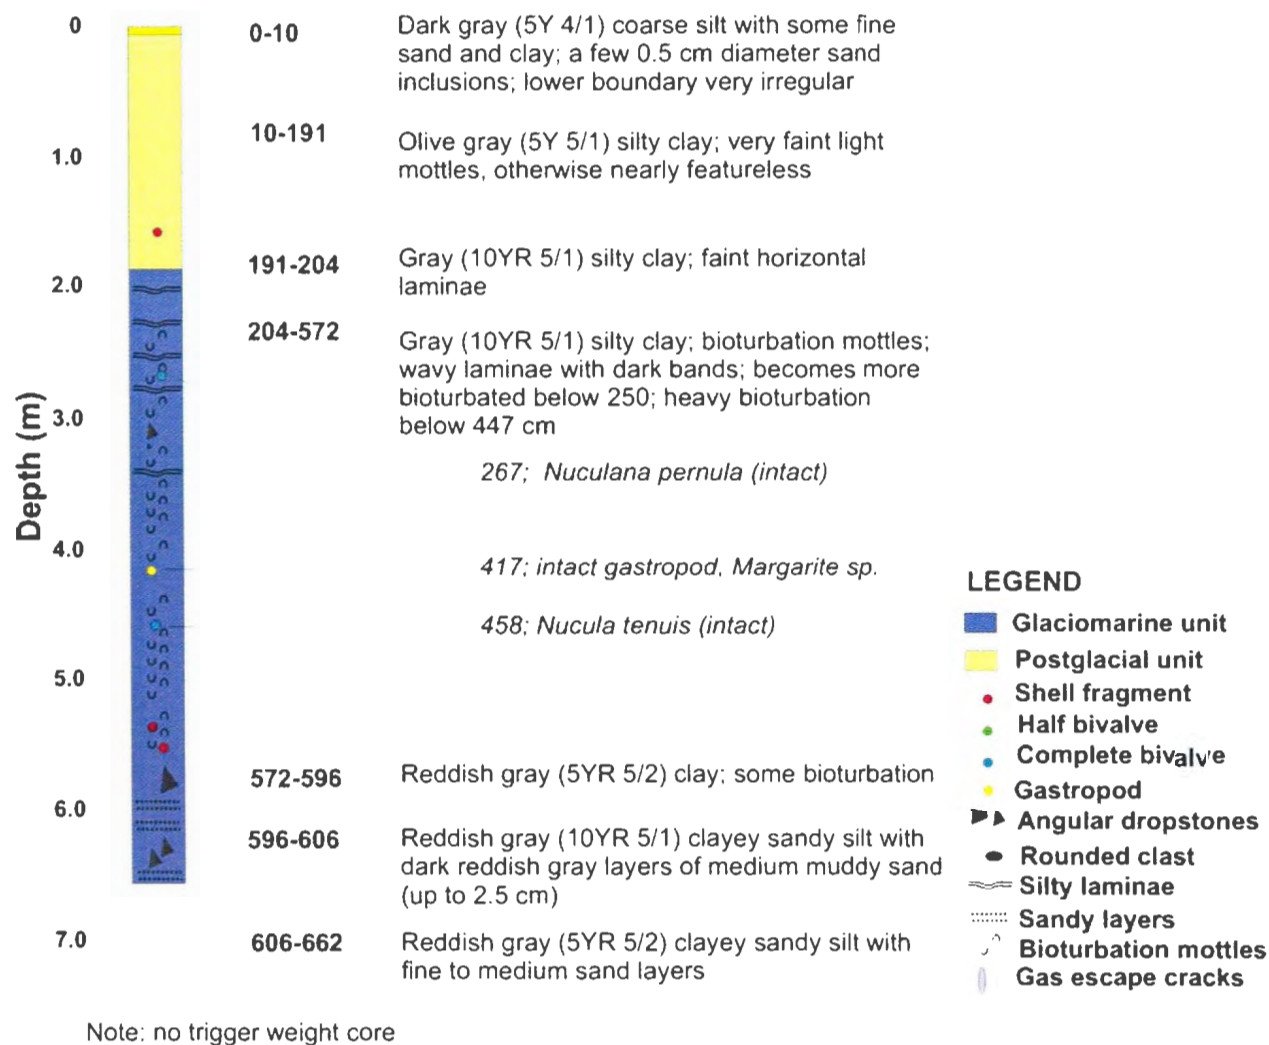 0
0-10
Dark gray (5Y 4/1) coarse silt with some fine
sand and clay; a few 0.5 cm diameter sand
inclusions; lower boundary very irregular
10-191
Olive gray (5Y 5/1) silty clay; very faint light
mottles, otherwise nearly featureless
1.0
191-204
Gray (10YR 5/1) silty clay; faint horizontal
laminae
2.0
204-572
Gray (10YR 5/1) silty clay; bioturbation mottles;
wavy laminae with dark bands; becomes more
bioturbated below 250; heavy bioturbation
below 447 cm
3.0
Depth (m)
267; Nuculana pernula (intact)
4.0
417; intact gastropod, Margarite sp.
458; Nucula tenuis (intact)
5.0
572-596
Reddish gray (5YR 5/2) clay; some bioturbation
6.0
596-606
Reddish gray (10YR 5/1) clayey sandy silt with
dark reddish gray layers of medium muddy sand
(up to 2.5 cm)
7.0
606-662
Reddish gray (5YR 5/2) clayey sandy silt with
fine to medium sand layers
LEGEND
Glaciomarine unit
Postglacial unit
Shell fragment
Half bivalve
Complete bivalve
Gastropod
Angular dropstones
Rounded clast
Silty laminae
Sandy layers
Bioturbation mottles
Gas escape cracks
Note: no trigger weight core